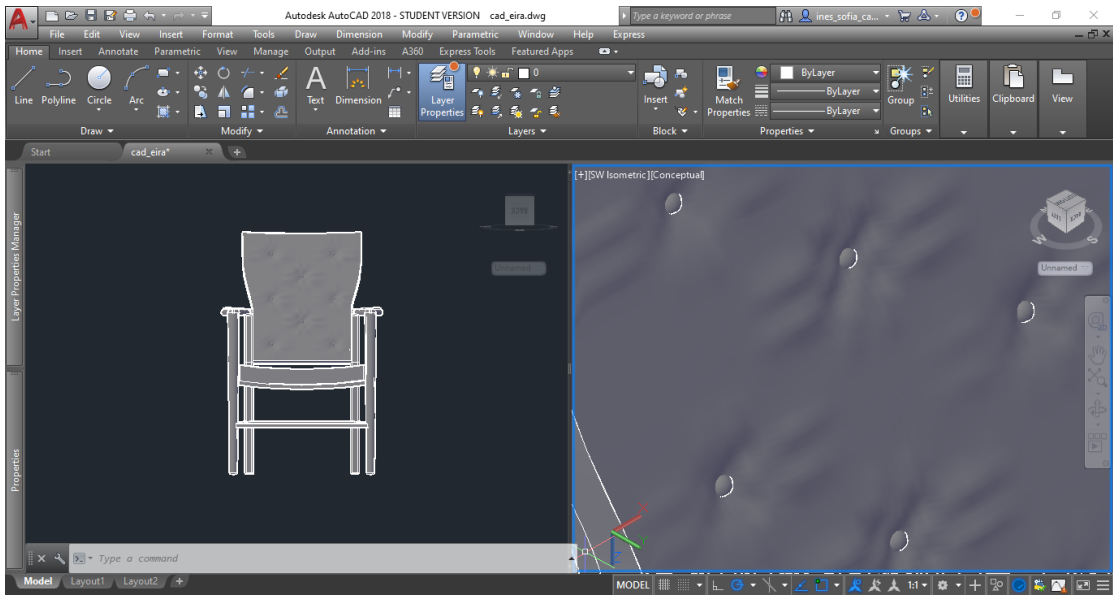 Autodesk AutoCAD 2018 - STUDENT VERSION cad_eira.dwg
Type a keyword or phrase
ines_sofia_ca...
File Edit View Insert Format Tools Draw Dimension Modify Parametric Window Help Express
Home Insert Annotate Parametric View Manage Output Add-ins A360 Express Tools Featured Apps
0
ByLayer
ByLayer
ByLayer
Line Polyline Circle Arc
Text Dimension
Layer Properties
Insert
Match Properties
Group
Utilities
Clipboard
View
Draw Modify Annotation Layers Block Properties Groups
Start cad_eira*
[+][SW Isometric][Conceptual]
Layer Properties Manager
BACK
Unnamed
W S
Unnamed
Properties
X
Y
Z
Type a command
Model Layout1 Layout2 +
MODEL 1:1